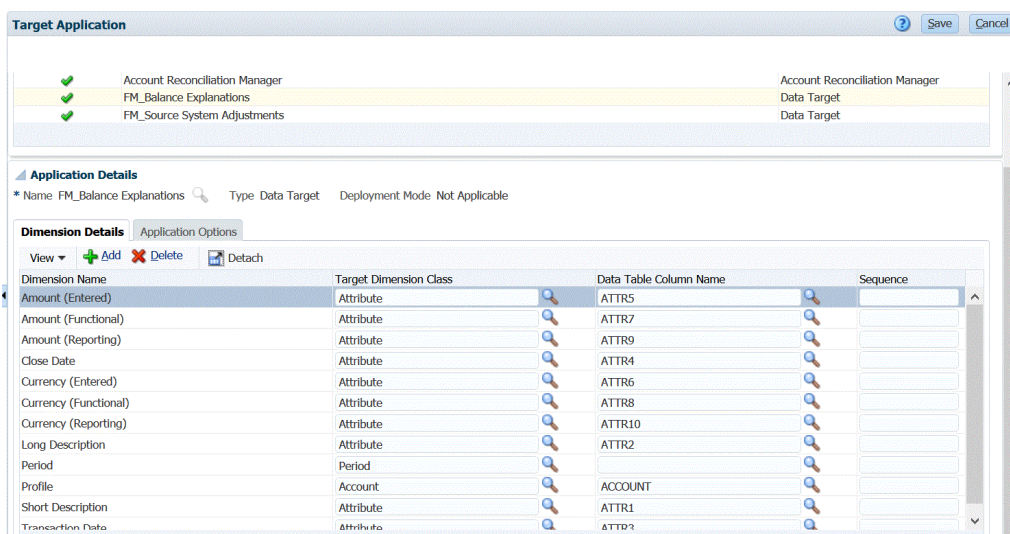 Target Application ? Save Cancel
Account Reconciliation Manager Account Reconciliation Manager
FM_Balance Explanations Data Target
FM_Source System Adjustments Data Target
Application Details
* Name FM_Balance Explanations Type Data Target Deployment Mode Not Applicable
Dimension Details Application Options
View Add Delete Detach
Dimension Name Target Dimension Class Data Table Column Name Sequence
Amount (Entered) Attribute ATTR5
Amount (Functional) Attribute ATTR7
Amount (Reporting) Attribute ATTR9
Close Date Attribute ATTR4
Currency (Entered) Attribute ATTR6
Currency (Functional) Attribute ATTR8
Currency (Reporting) Attribute ATTR10
Long Description Attribute ATTR2
Period Period
Profile Account ACCOUNT
Short Description Attribute ATTR1
Transaction Date Attribute ATTR3